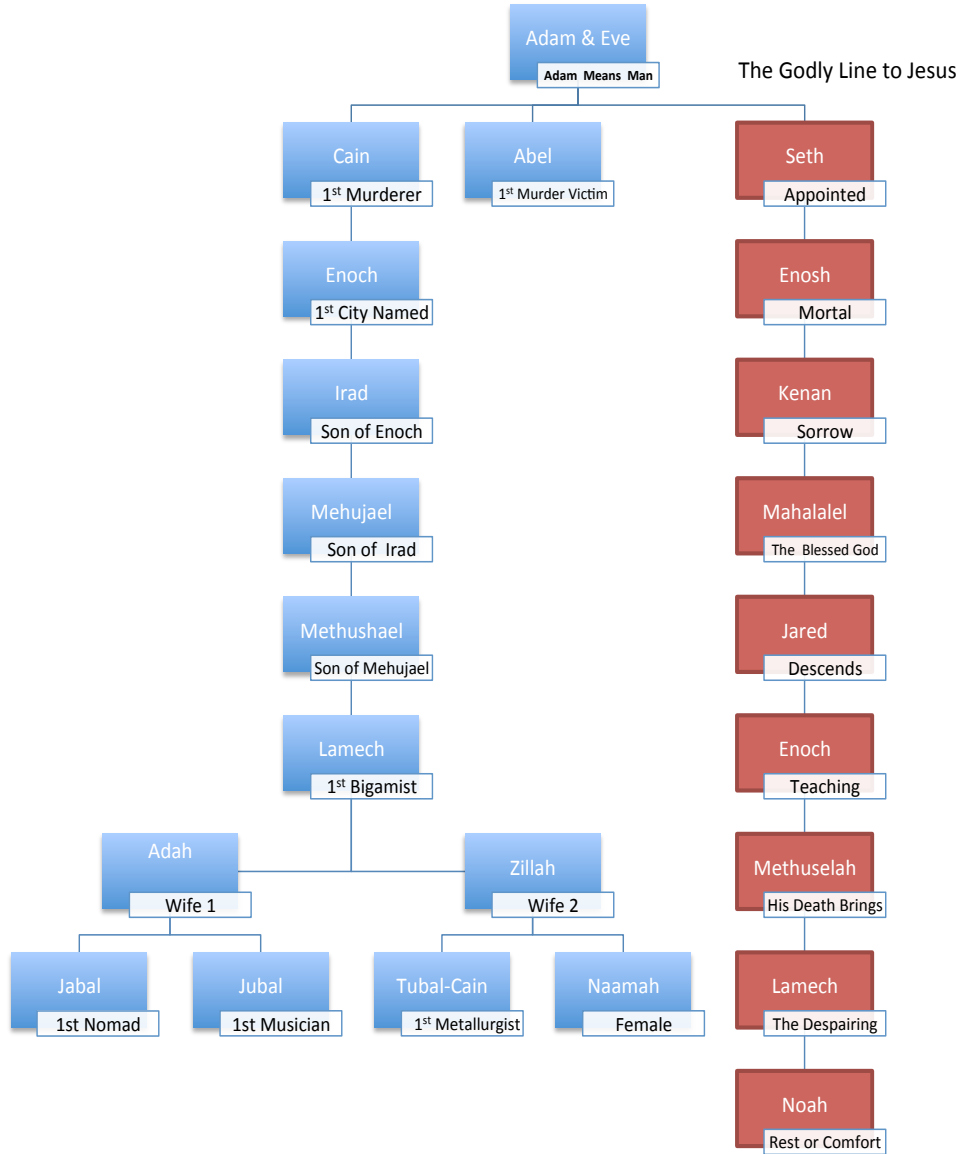 Adam & Eve
Adam Means Man
The Godly Line to Jesus
Cain
1st Murderer
Abel
1st Murder Victim
Seth
Appointed
Enoch
1st City Named
Enosh
Mortal
Irad
Son of Enoch
Kenan
Sorrow
Mehujael
Son of Irad
Mahalalel
The Blessed God
Methushael
Son of Mehujael
Jared
Descends
Lamech
1st Bigamist
Enoch
Teaching
Adah
Wife 1
Zillah
Wife 2
Methuselah
His Death Brings
Jabal
1st Nomad
Jubal
1st Musician
Tubal-Cain
1st Metallurgist
Naamah
Female
Lamech
The Despairing
Noah
Rest or Comfort